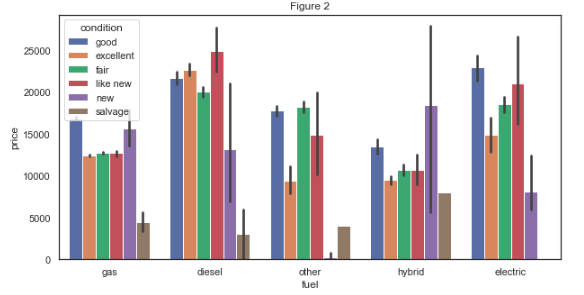 Figure 2
condition
good
excellent
fair
like new
new
salvage
price
25000
20000
15000
10000
5000
0
gas diesel other hybrid electric
fuel